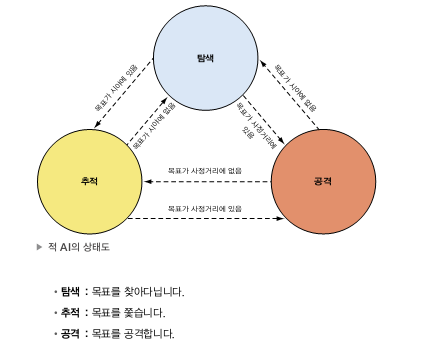 탐색
목표가 시야에 있음
목표가 시야에 없음
목표가 사정거리에
있음
목표가 시야에 없음
추적
목표가 사정거리에 없음
목표가 사정거리에 있음
공격
▶ 적 AI의 상태도
• 탐색 : 목표를 찾아다닙니다.
• 추적 : 목표를 쫓습니다.
• 공격 : 목표를 공격합니다.